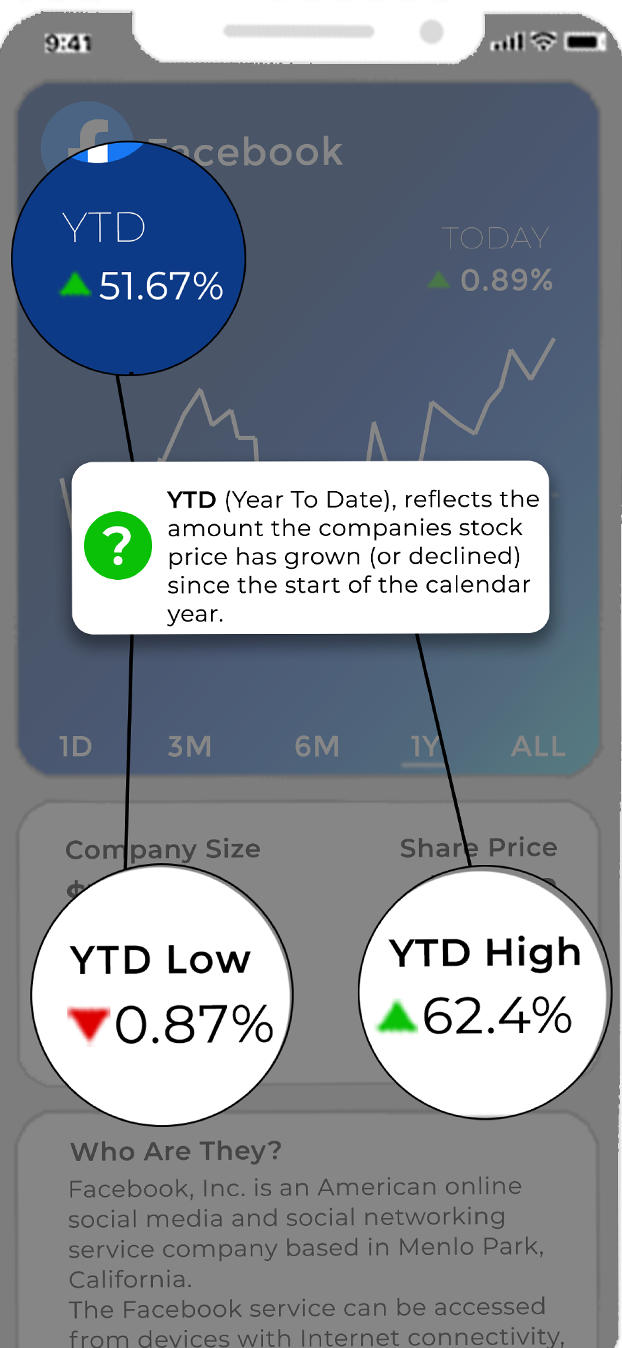 9:41
Facebook
YTD
51.67%
TODAY
0.89%
YTD (Year To Date), reflects the
amount the companies stock
price has grown (or declined)
since the start of the calendar
year.
?
1D 3M 6M 1Y ALL
Company Size
Share Price
YTD Low
0.87%
YTD High
62.4%
Who Are They?
Facebook, Inc. is an American online
social media and social networking
service company based in Menlo Park,
California.
The Facebook service can be accessed
from devices with Internet connectivity,